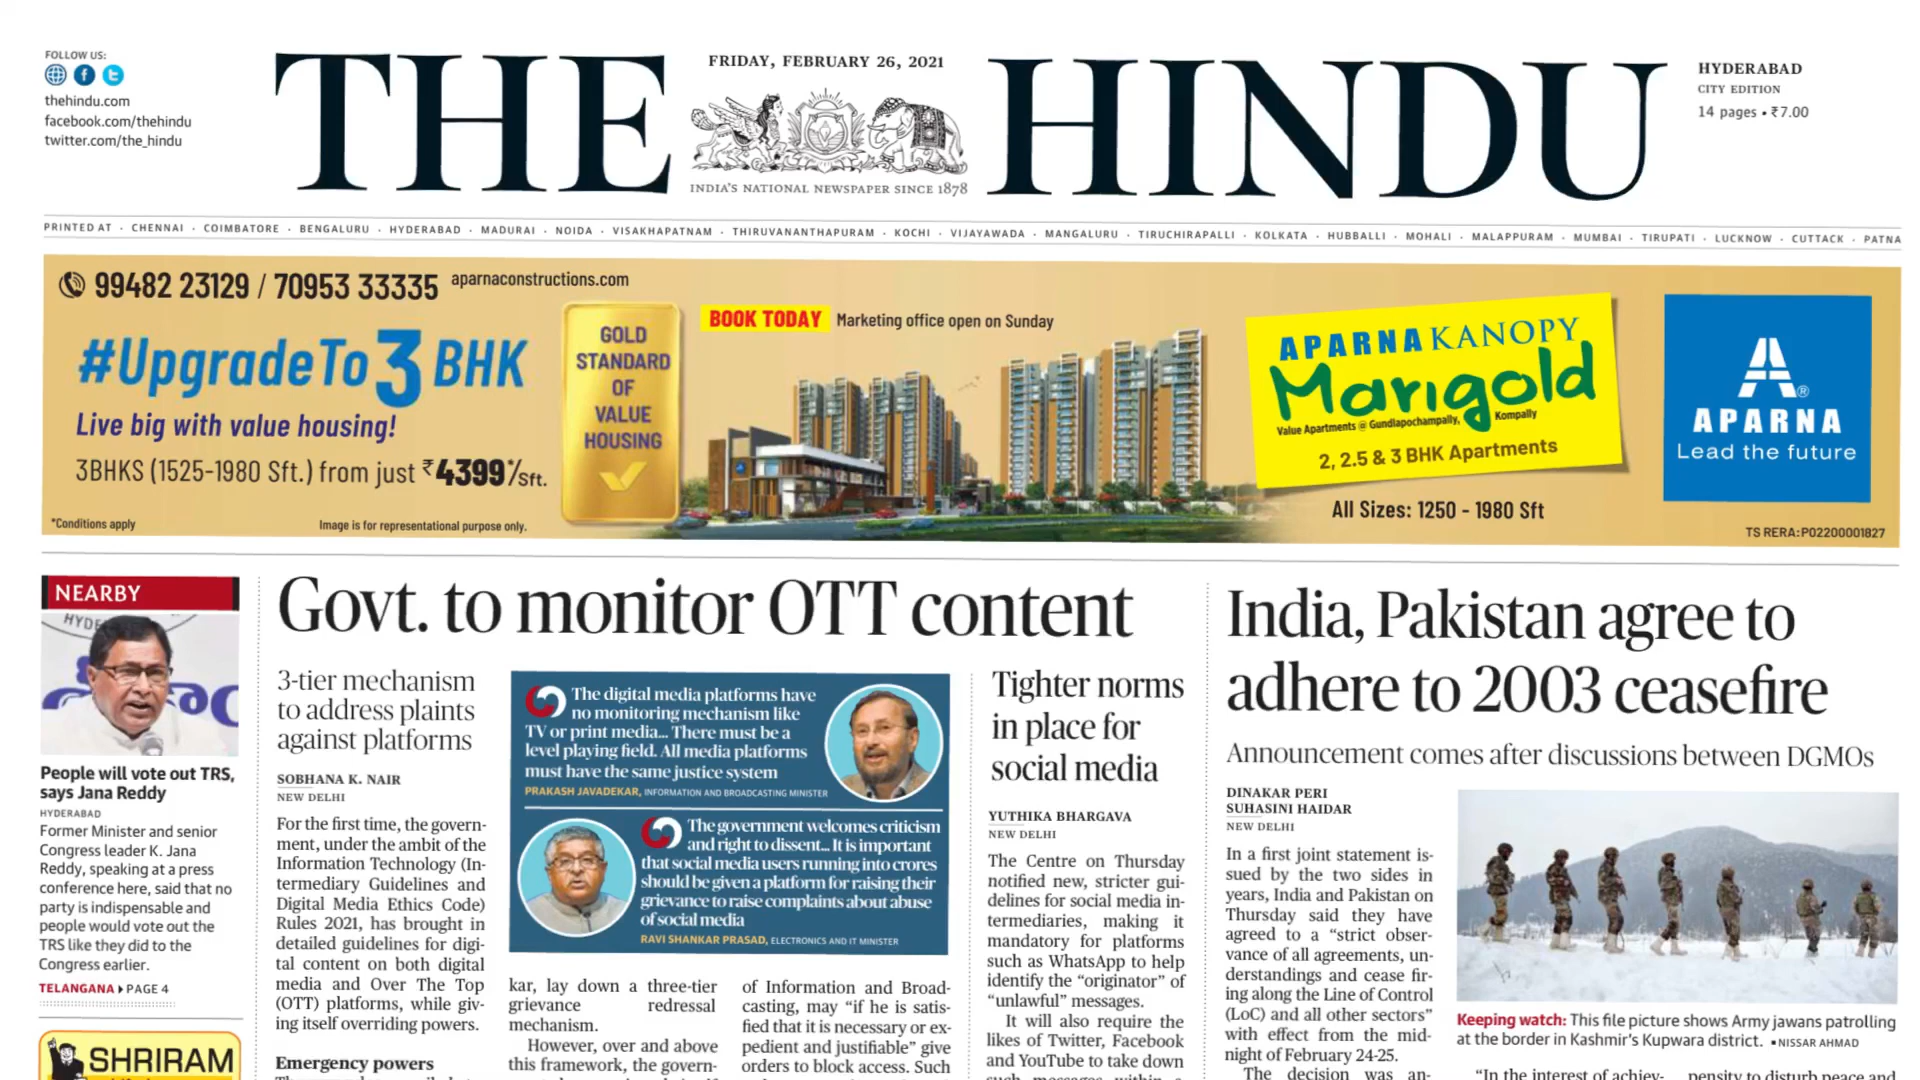 FOLLOW US:
thehindu.com
facebook.com/thehindu
twitter.com/the_hindu
THE HINDU
FRIDAY, FEBRUARY 26, 2021
INDIA'S NATIONAL NEWSPAPER SINCE 1878
HYDERABAD
CITY EDITION
14 pages • ₹7.00
PRINTED AT · CHENNAI · COIMBATORE · BENGALURU · HYDERABAD · MADURAI · NOIDA · VISAKHAPATNAM · THIRUVANANTHAPURAM · KOCHI · VIJAYAWADA · MANGALURU · TIRUCHIRAPALLI · KOLKATA · HUBBALLI · MOHALI · MALAPPURAM · MUMBAI · TIRUPATI · LUCKNOW · CUTTACK · PATNA
99482 23129 / 70953 33335 aparnaconstructions.com
#UpgradeTo 3 BHK
Live big with value housing!
3BHKS (1525-1980 Sft.) from just ₹4399*/Sft.
*Conditions apply
Image is for representational purpose only.
GOLD
STANDARD
OF
VALUE
HOUSING
BOOK TODAY Marketing office open on Sunday
APARNA KANOPY
Marigold
Value Apartments @ Gundlapochampally, Kompally
2, 2.5 & 3 BHK Apartments
All Sizes: 1250 - 1980 Sft
APARNA
Lead the future
TS RERA:P02200001827
NEARBY
People will vote out TRS,
says Jana Reddy
HYDERABAD
Former Minister and senior
Congress leader K. Jana
Reddy, speaking at a press
conference here, said that no
party is indispensable and
people would vote out the
TRS like they did to the
Congress earlier.
TELANGANA ▸ PAGE 4
SHRIRAM
Govt. to monitor OTT content
3-tier mechanism
to address plaints
against platforms
SOBHANA K. NAIR
NEW DELHI
For the first time, the govern-
ment, under the ambit of the
Information Technology (In-
termediary Guidelines and
Digital Media Ethics Code)
Rules 2021, has brought in
detailed guidelines for digi-
tal content on both digital
media and Over The Top
(OTT) platforms, while giv-
ing itself overriding powers.
Emergency powers
The digital media platforms have
no monitoring mechanism like
TV or print media... There must be a
level playing field. All media platforms
must have the same justice system
PRAKASH JAVADEKAR, INFORMATION AND BROADCASTING MINISTER
The government welcomes criticism
and right to dissent... It is important
that social media users running into crores
should be given a platform for raising their
grievance to raise complaints about abuse
of social media
RAVI SHANKAR PRASAD, ELECTRONICS AND IT MINISTER
kar, lay down a three-tier
grievance redressal
mechanism.
However, over and above
this framework, the govern-
of Information and Broad-
casting, may "if he is satis-
fied that it is necessary or ex-
pedient and justifiable" give
orders to block access. Such
Tighter norms
in place for
social media
YUTHIKA BHARGAVA
NEW DELHI
The Centre on Thursday
notified new, stricter gui-
delines for social media in-
termediaries, making it
mandatory for platforms
such as WhatsApp to help
identify the "originator" of
"unlawful" messages.
It will also require the
likes of Twitter, Facebook
and YouTube to take down
India, Pakistan agree to
adhere to 2003 ceasefire
Announcement comes after discussions between DGMOs
DINAKAR PERI
SUHASINI HAIDAR
NEW DELHI
In a first joint statement is-
sued by the two sides in
years, India and Pakistan on
Thursday said they have
agreed to a "strict obser-
vance of all agreements, un-
derstandings and cease fir-
ing along the Line of Control
(LoC) and all other sectors"
with effect from the mid-
night of February 24-25.
The decision was an-
Keeping watch: This file picture shows Army jawans patrolling
at the border in Kashmir's Kupwara district. ▪ NISSAR AHMAD
"In the interest of achiev-
pensity to disturb peace and